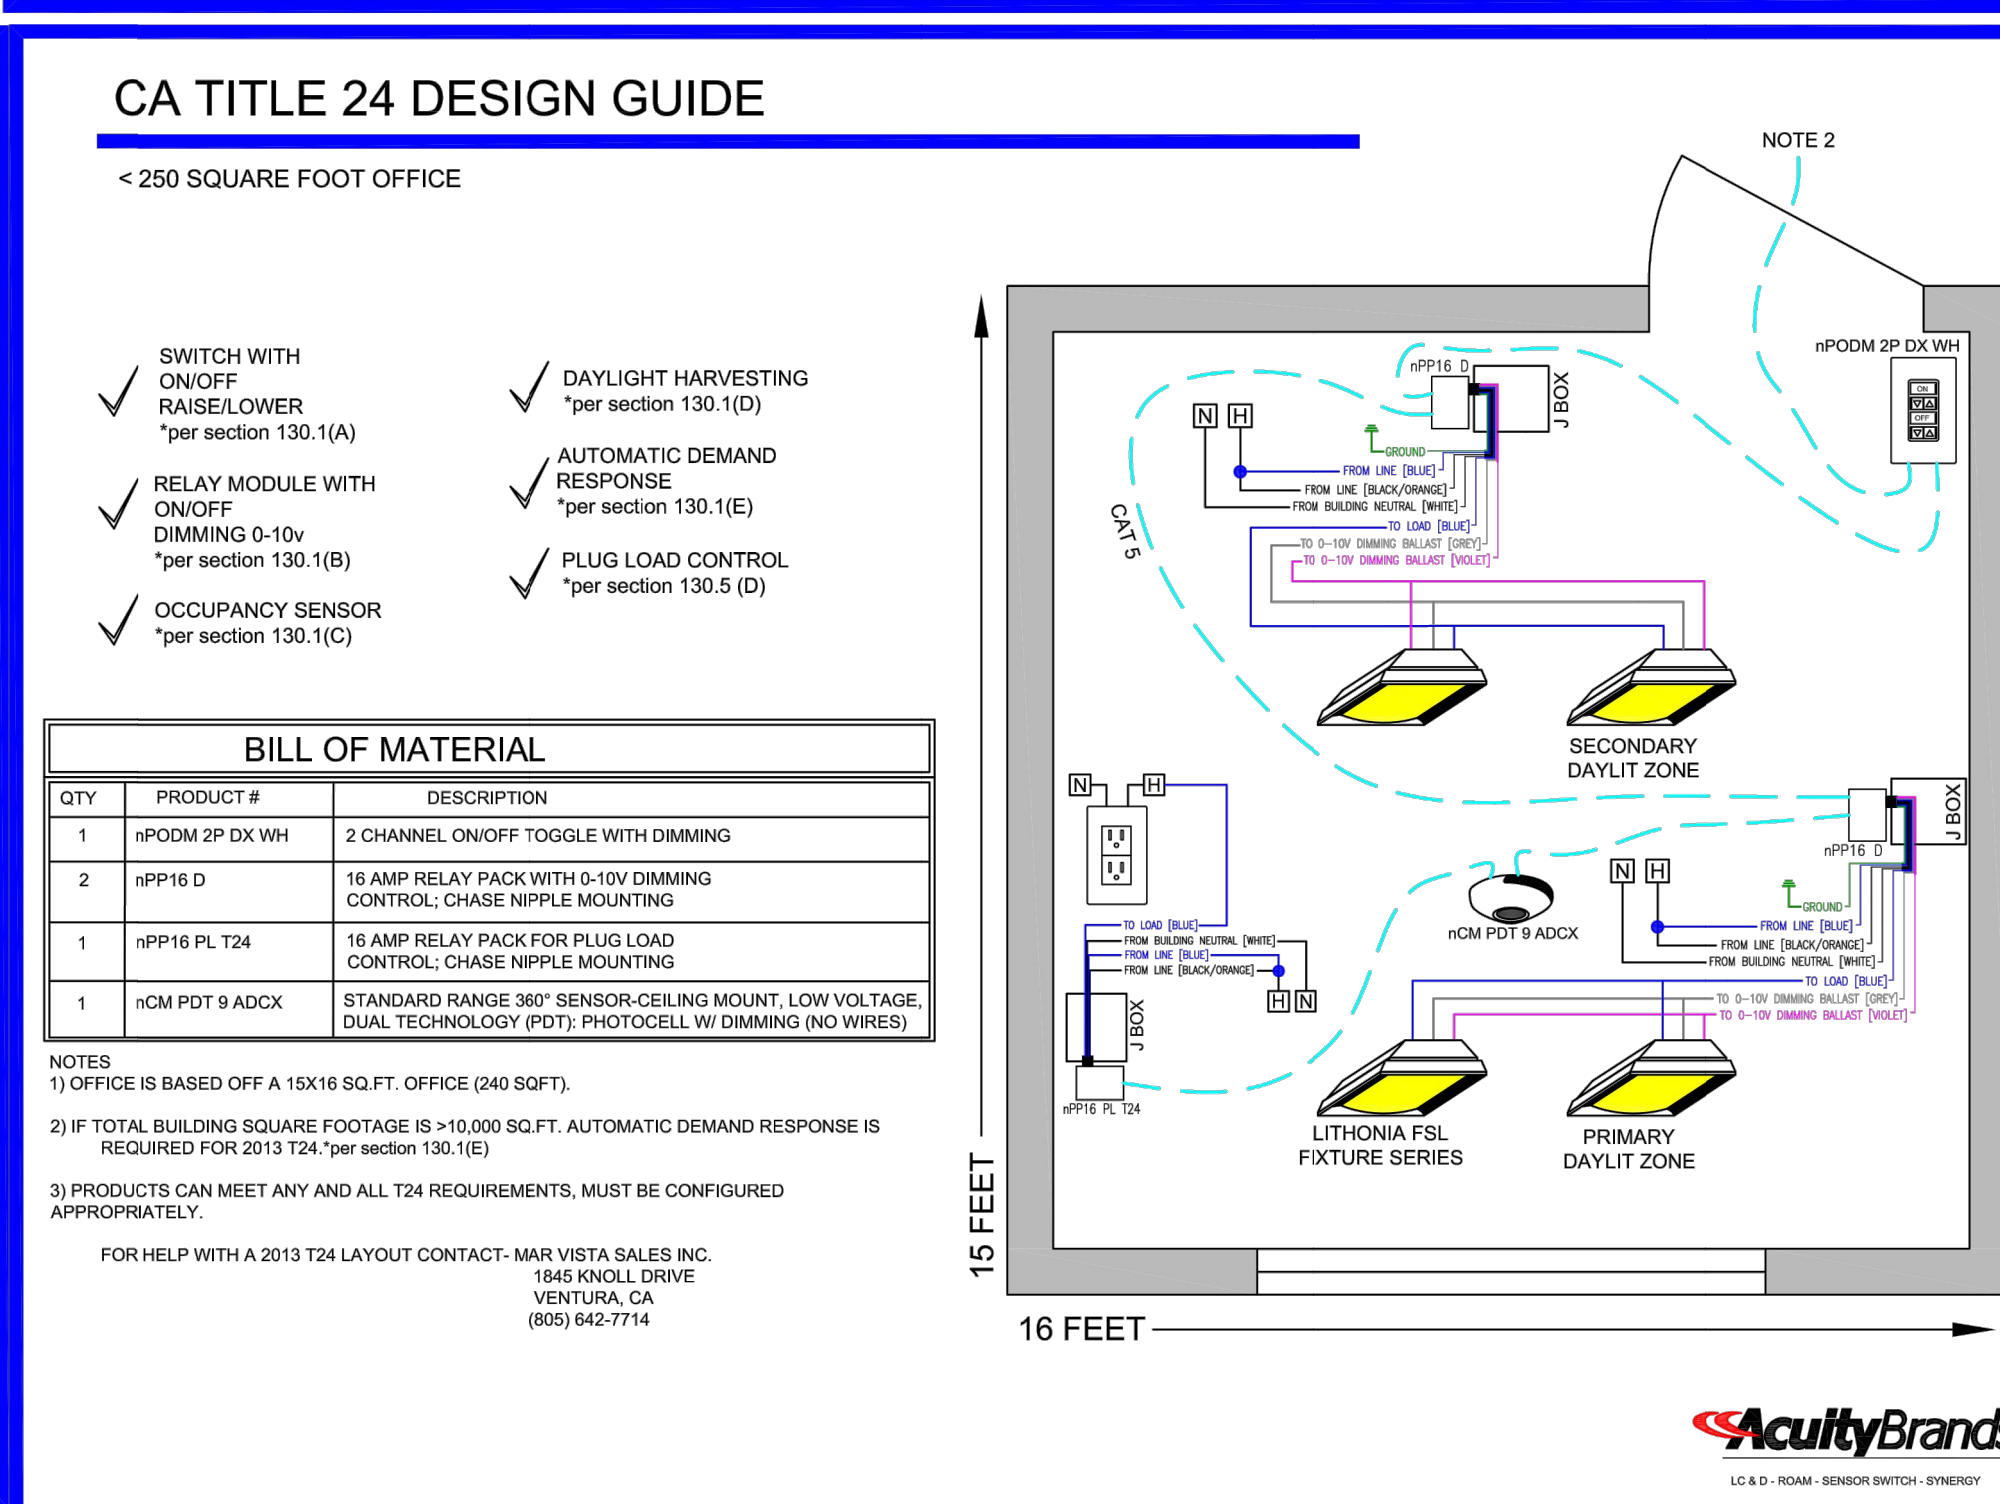 CA TITLE 24 DESIGN GUIDE
< 250 SQUARE FOOT OFFICE
SWITCH WITH
ON/OFF
RAISE/LOWER
*per section 130.1(A)
RELAY MODULE WITH
ON/OFF
DIMMING 0-10v
*per section 130.1(B)
OCCUPANCY SENSOR
*per section 130.1(C)
DAYLIGHT HARVESTING
*per section 130.1(D)
AUTOMATIC DEMAND
RESPONSE
*per section 130.1(E)
PLUG LOAD CONTROL
*per section 130.5 (D)
BILL OF MATERIAL
QTY PRODUCT # DESCRIPTION
1 nPODM 2P DX WH 2 CHANNEL ON/OFF TOGGLE WITH DIMMING
2 nPP16 D 16 AMP RELAY PACK WITH 0-10V DIMMING
CONTROL; CHASE NIPPLE MOUNTING
1 nPP16 PL T24 16 AMP RELAY PACK FOR PLUG LOAD
CONTROL; CHASE NIPPLE MOUNTING
1 nCM PDT 9 ADCX STANDARD RANGE 360° SENSOR-CEILING MOUNT, LOW VOLTAGE,
DUAL TECHNOLOGY (PDT): PHOTOCELL W/ DIMMING (NO WIRES)
NOTES
1) OFFICE IS BASED OFF A 15X16 SQ.FT. OFFICE (240 SQFT).
2) IF TOTAL BUILDING SQUARE FOOTAGE IS >10,000 SQ.FT. AUTOMATIC DEMAND RESPONSE IS
REQUIRED FOR 2013 T24.*per section 130.1(E)
3) PRODUCTS CAN MEET ANY AND ALL T24 REQUIREMENTS, MUST BE CONFIGURED
APPROPRIATELY.
FOR HELP WITH A 2013 T24 LAYOUT CONTACT- MAR VISTA SALES INC.
1845 KNOLL DRIVE
VENTURA, CA
(805) 642-7714
NOTE 2
nPODM 2P DX WH
ON
OFF
nPP16 D
J BOX
N H
GROUND
FROM LINE [BLUE]
FROM LINE [BLACK/ORANGE]
FROM BUILDING NEUTRAL [WHITE]
TO LOAD [BLUE]
TO 0-10V DIMMING BALLAST [GREY]
TO 0-10V DIMMING BALLAST [VIOLET]
CAT 5
SECONDARY
DAYLIT ZONE
N H
TO LOAD [BLUE]
FROM BUILDING NEUTRAL [WHITE]
FROM LINE [BLUE]
FROM LINE [BLACK/ORANGE]
H N
J BOX
nPP16 PL T24
nCM PDT 9 ADCX
J BOX
nPP16 D
N H
GROUND
FROM LINE [BLUE]
FROM LINE [BLACK/ORANGE]
FROM BUILDING NEUTRAL [WHITE]
TO LOAD [BLUE]
TO 0-10V DIMMING BALLAST [GREY]
TO 0-10V DIMMING BALLAST [VIOLET]
LITHONIA FSL
FIXTURE SERIES
PRIMARY
DAYLIT ZONE
15 FEET
16 FEET
AcuityBrands
LC & D - ROAM - SENSOR SWITCH - SYNERGY